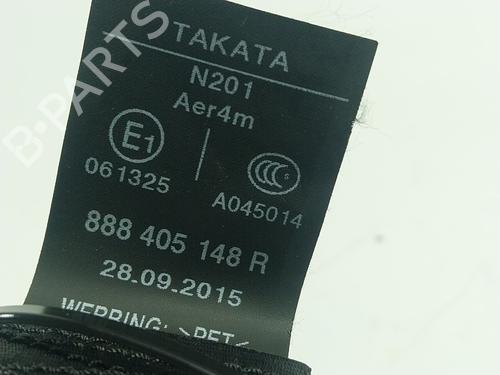 B-PARTS
TAKATA
N201
Aer4m
E1
CCC S
061325
A045014
888 405 148 R
28.09.2015
WEBBING: >PET<